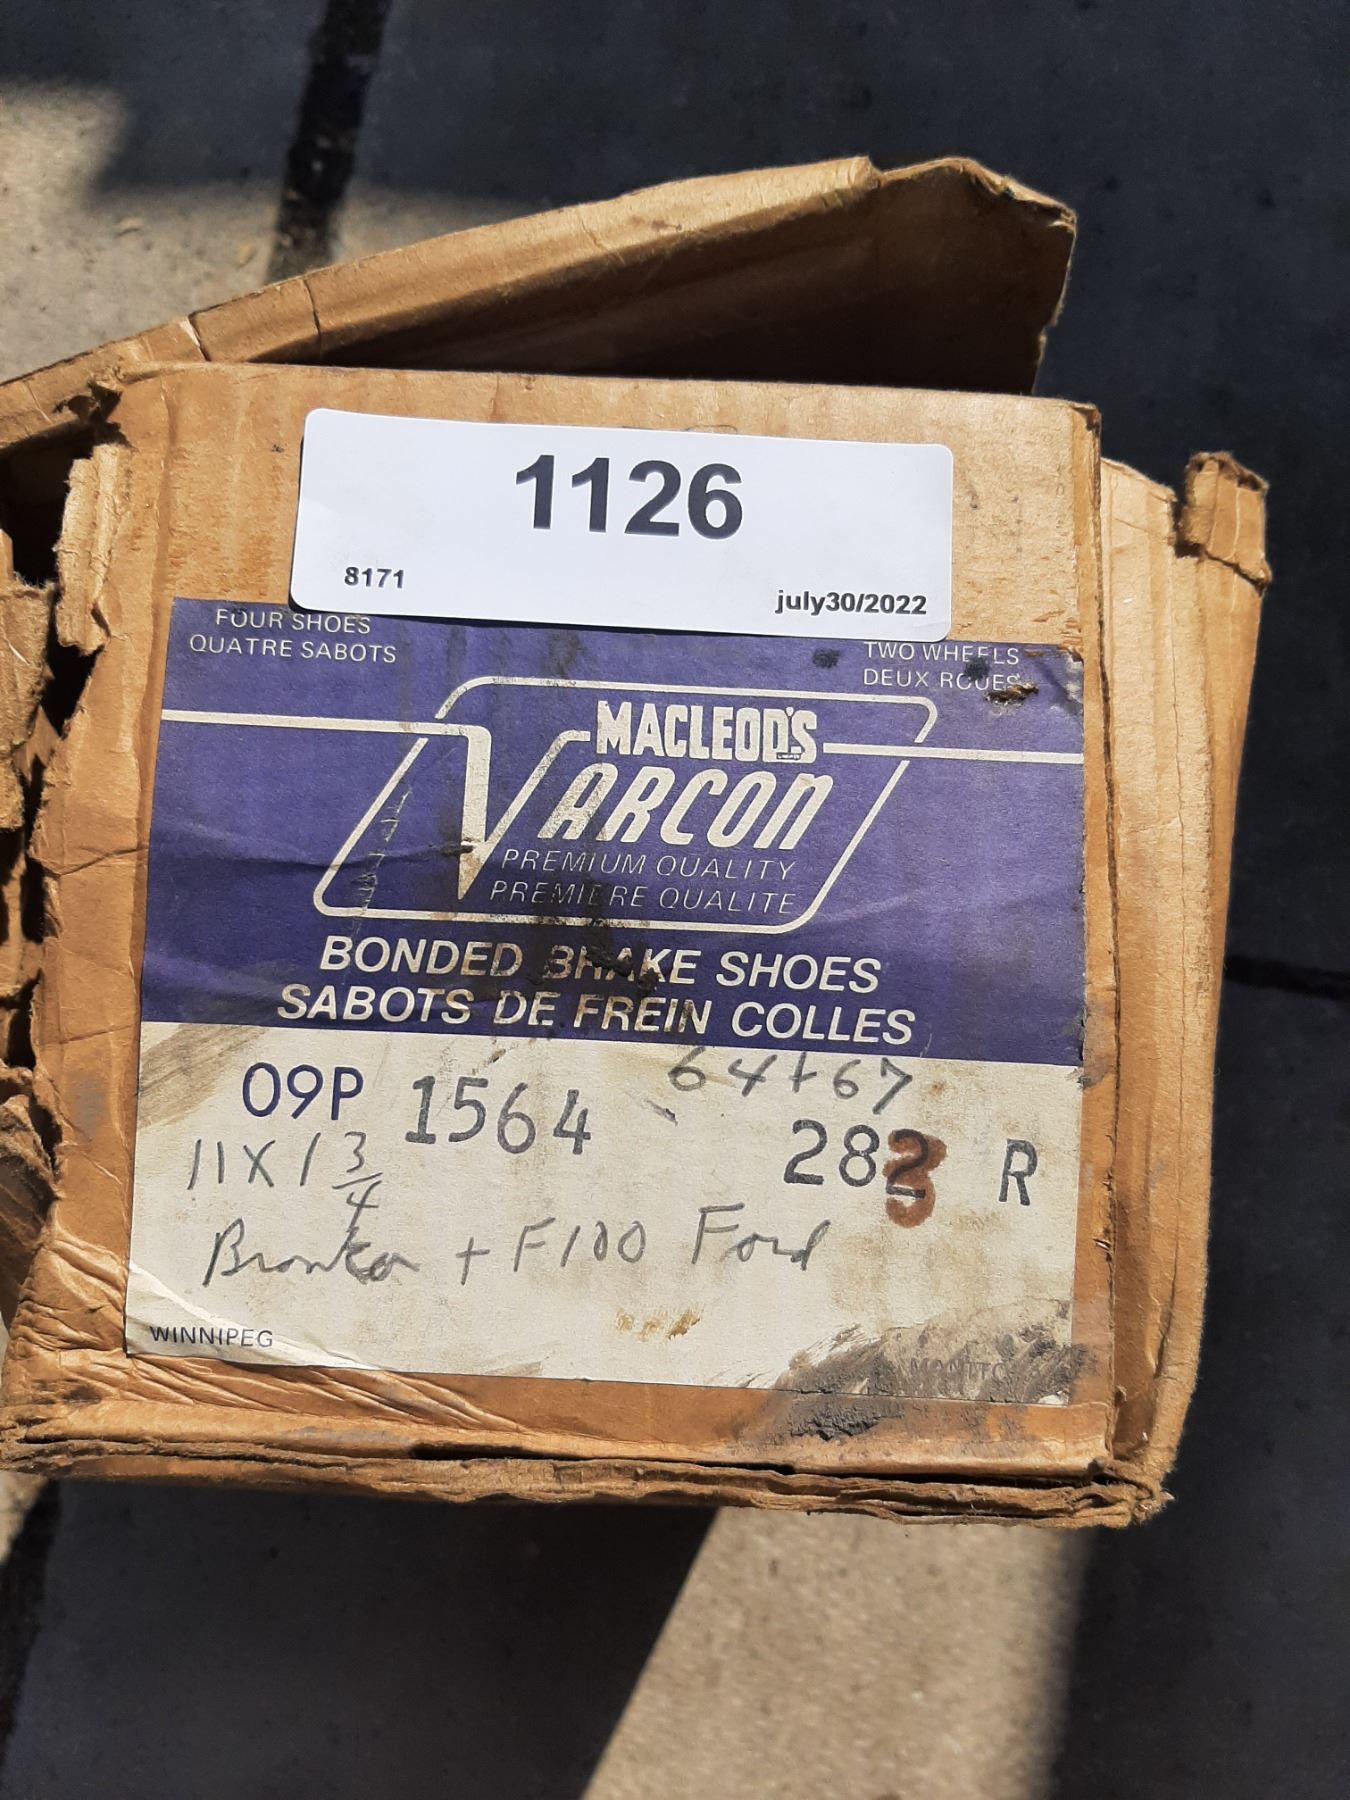 1126
8171
july30/2022
FOUR SHOES
QUATRE SABOTS
TWO WHEELS
DEUX ROUES
MACLEOD'S
VARCON
PREMIUM QUALITY
PREMIERE QUALITE
BONDED BRAKE SHOES
SABOTS DE FREIN COLLES
64+67
09P 1564
283 R
11X1 3/4
+ F100 Ford
WINNIPEG